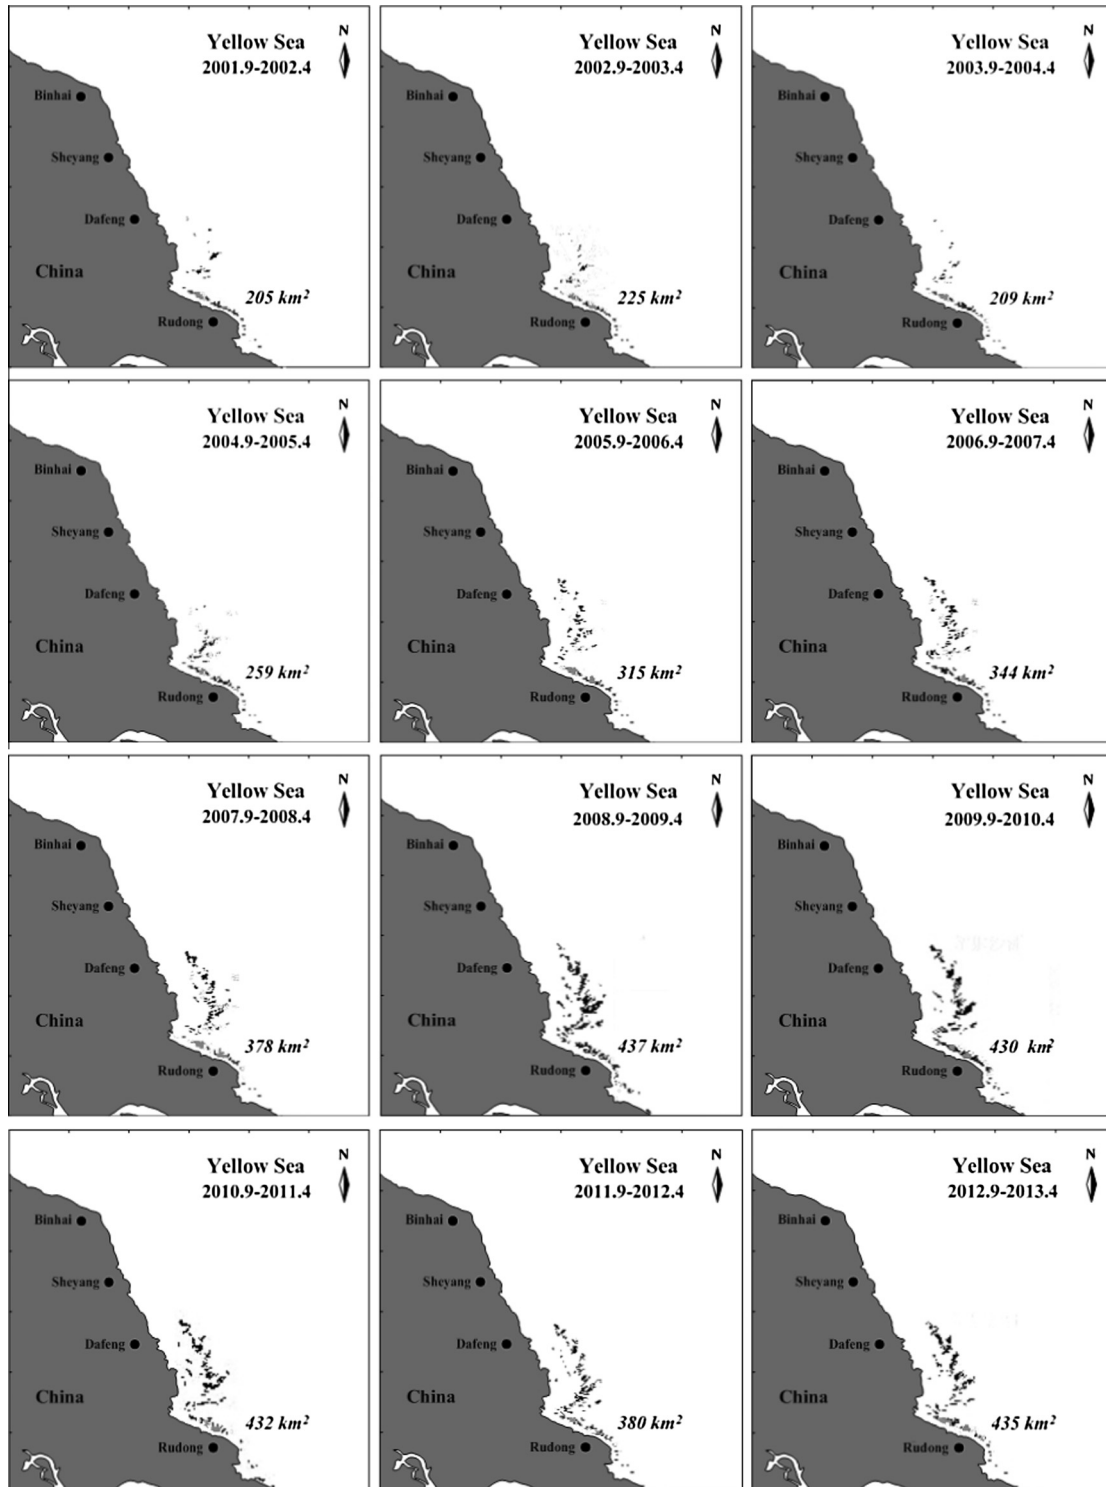 N
Yellow Sea
2001.9-2002.4
Binhai
Sheyang
Dafeng
China
205 km²
Rudong
N
Yellow Sea
2002.9-2003.4
Binhai
Sheyang
Dafeng
China
225 km²
Rudong
N
Yellow Sea
2003.9-2004.4
Binhai
Sheyang
Dafeng
China
209 km²
Rudong
N
Yellow Sea
2004.9-2005.4
Binhai
Sheyang
Dafeng
China
259 km²
Rudong
N
Yellow Sea
2005.9-2006.4
Binhai
Sheyang
Dafeng
China
315 km²
Rudong
N
Yellow Sea
2006.9-2007.4
Binhai
Sheyang
Dafeng
China
344 km²
Rudong
N
Yellow Sea
2007.9-2008.4
Binhai
Sheyang
Dafeng
China
378 km²
Rudong
N
Yellow Sea
2008.9-2009.4
Binhai
Sheyang
Dafeng
China
437 km²
Rudong
N
Yellow Sea
2009.9-2010.4
Binhai
Sheyang
Dafeng
China
430 km²
Rudong
N
Yellow Sea
2010.9-2011.4
Binhai
Sheyang
Dafeng
China
432 km²
Rudong
N
Yellow Sea
2011.9-2012.4
Binhai
Sheyang
Dafeng
China
380 km²
Rudong
N
Yellow Sea
2012.9-2013.4
Binhai
Sheyang
Dafeng
China
435 km²
Rudong